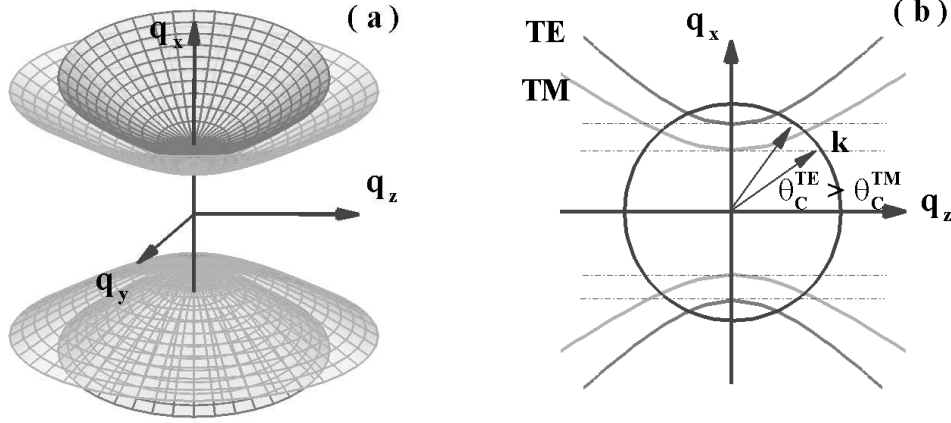 ( a )
q_x
q_z
q_y
( b )
TE
q_x
TM
k
θ_C^TE > θ_C^TM
q_z